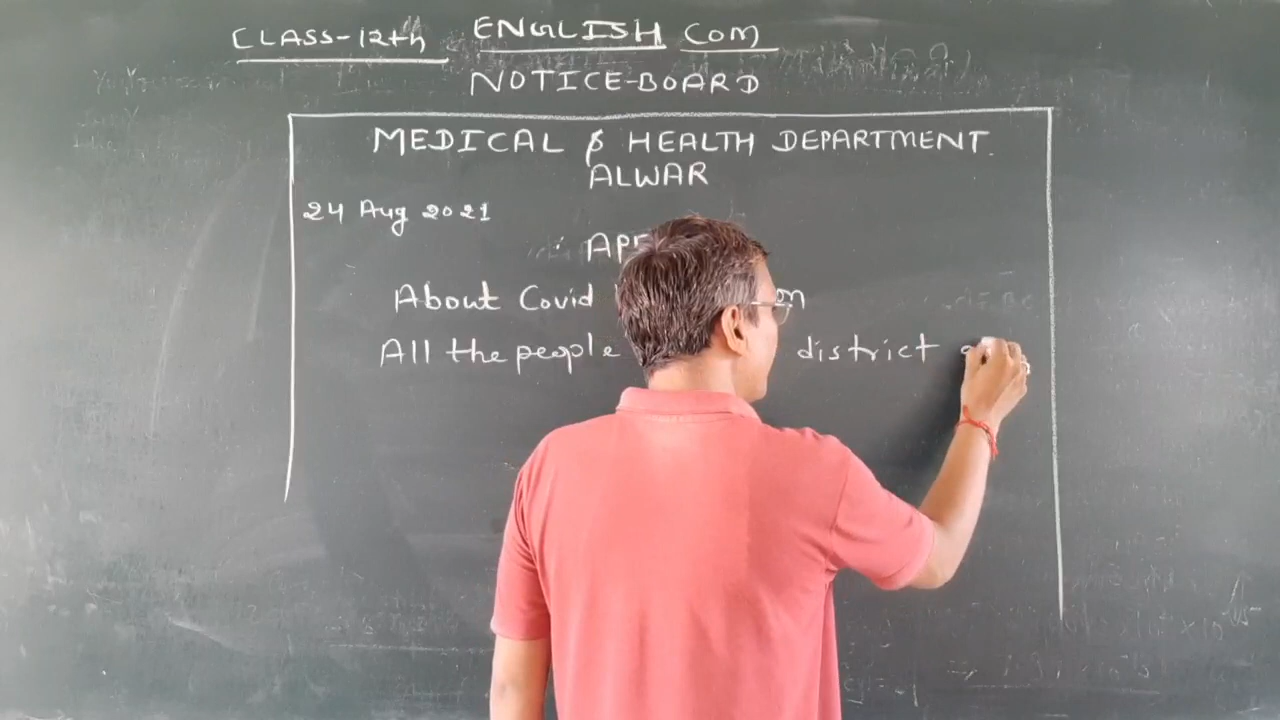 CLASS-12th ENGLISH COM
NOTICE-BOARD
MEDICAL & HEALTH DEPARTMENT
ALWAR
24 Aug 2021
About Covid
All the people district